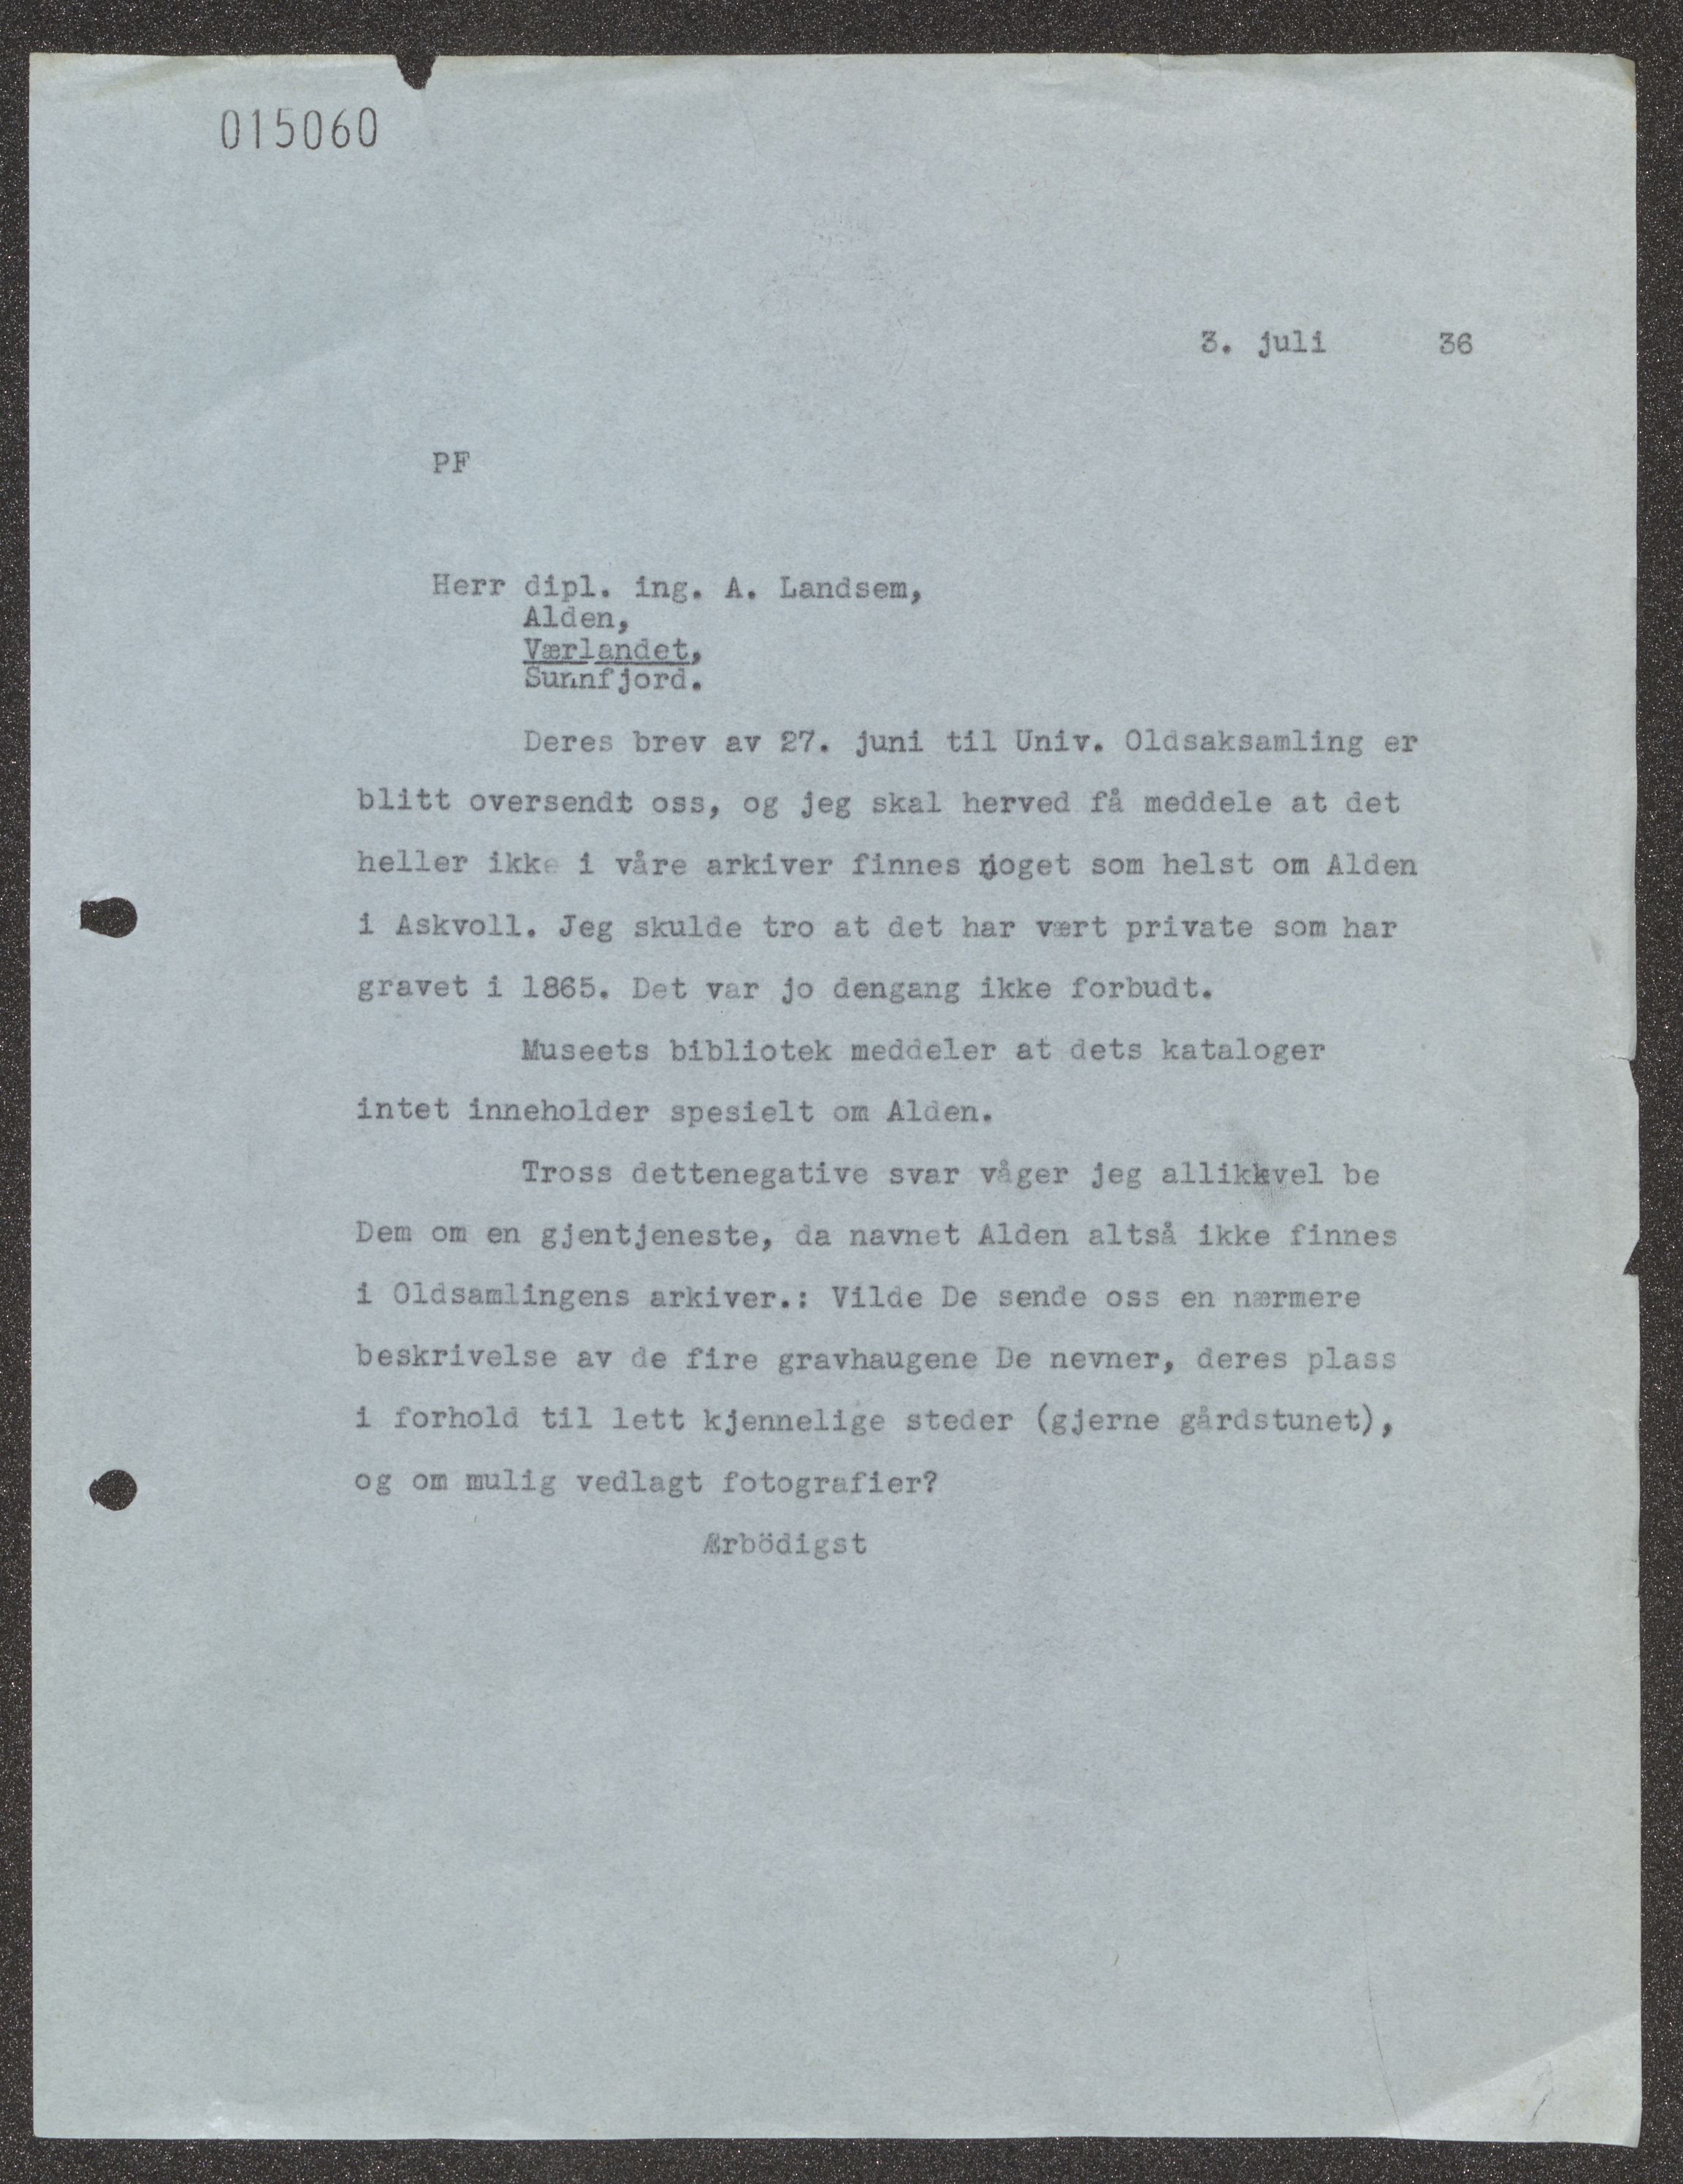 015060
3. juli 36
PF
Herr dipl. ing. A. Landsem,
Alden,
Værlandet,
Sunnfjord.
Deres brev av 27. juni til Univ. Oldsaksamling er
blitt oversendt oss, og jeg skal herved få meddele at det
heller ikke i våre arkiver finnes noget som helst om Alden
i Askvoll. Jeg skulde tro at det har vært private som har
gravet i 1865. Det var jo dengang ikke forbudt.
Museets bibliotek meddeler at dets kataloger
intet inneholder spesielt om Alden.
Tross dettenegative svar våger jeg allikkvel be
Dem om en gjentjeneste, da navnet Alden altså ikke finnes
i Oldsamlingens arkiver.: Vilde De sende oss en nærmere
beskrivelse av de fire gravhaugene De nevner, deres plass
i forhold til lett kjennelige steder (gjerne gårdstunet),
og om mulig vedlagt fotografier?
Ærbödigst